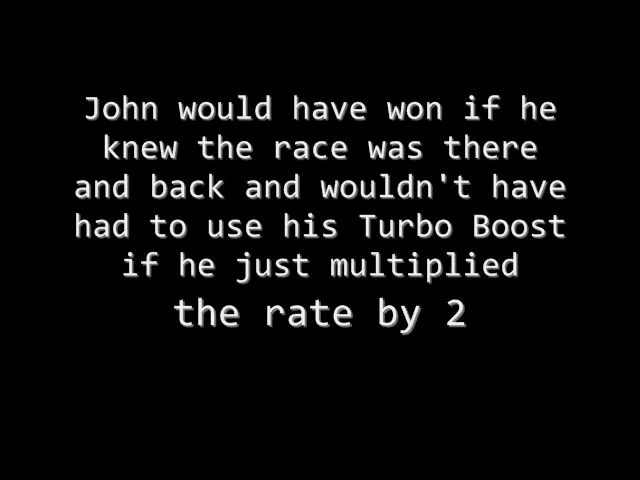 John would have won if he
knew the race was there
and back and wouldn't have
had to use his Turbo Boost
if he just multiplied
the rate by 2